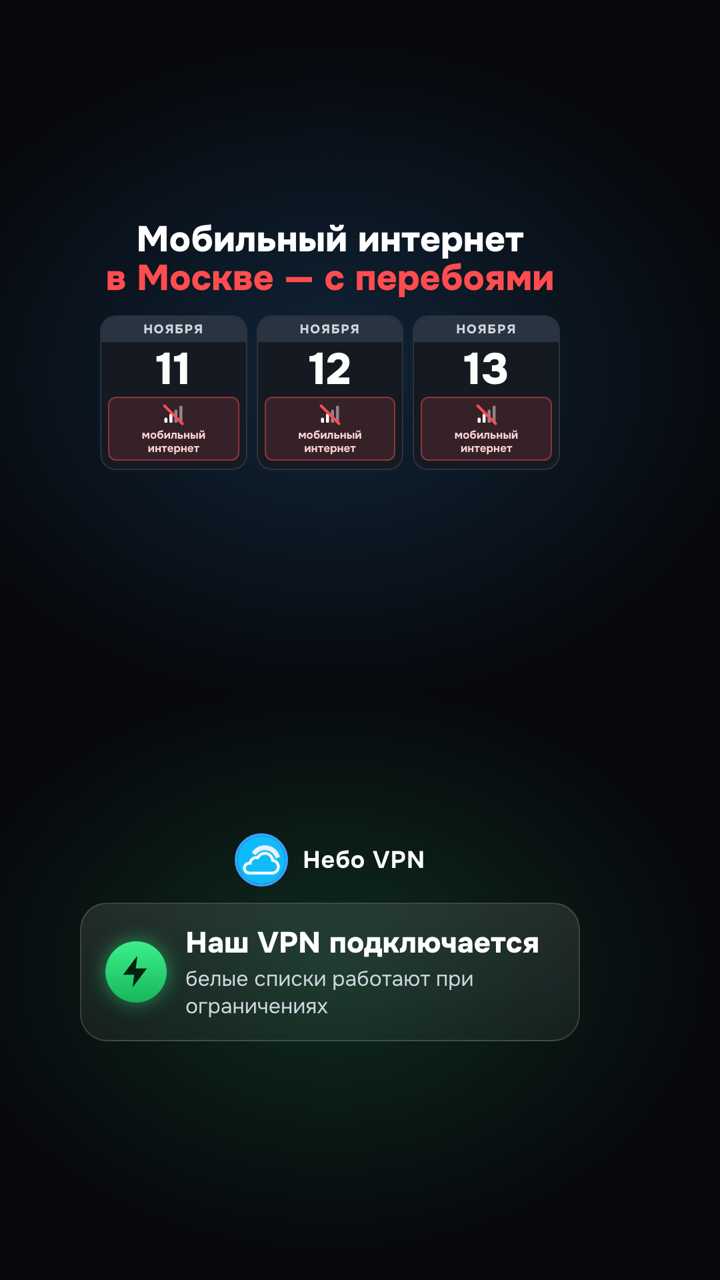 Мобильный интернет
в Москве — с перебоями
НОЯБРЯ
11
мобильный
интернет
НОЯБРЯ
12
мобильный
интернет
НОЯБРЯ
13
мобильный
интернет
Небо VPN
Наш VPN подключается
белые списки работают при
ограничениях